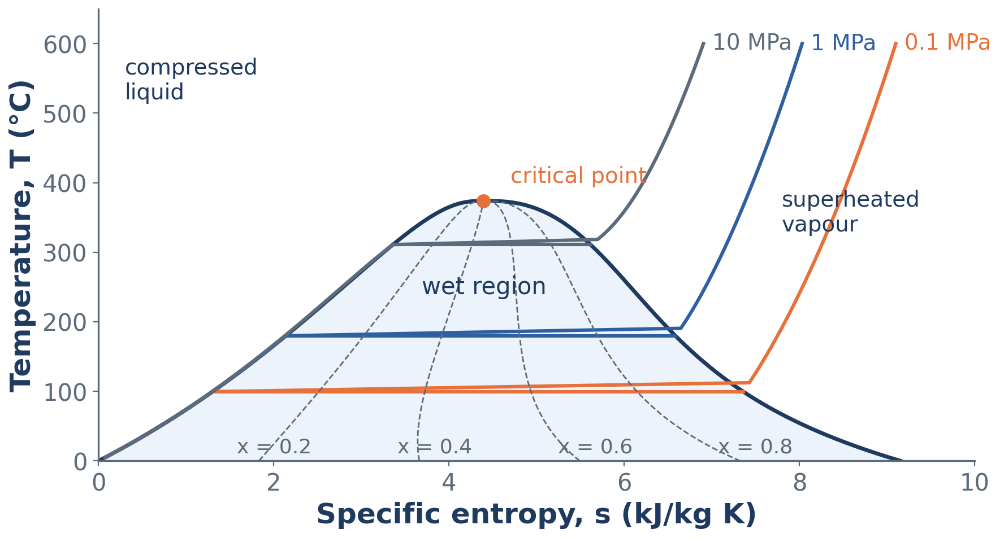 600
500
400
300
200
100
0
Temperature, T (°C)
compressed
liquid
10 MPa
1 MPa
0.1 MPa
critical point
superheated
vapour
wet region
x = 0.2
x = 0.4
x = 0.6
x = 0.8
0
2
4
6
8
10
Specific entropy, s (kJ/kg K)